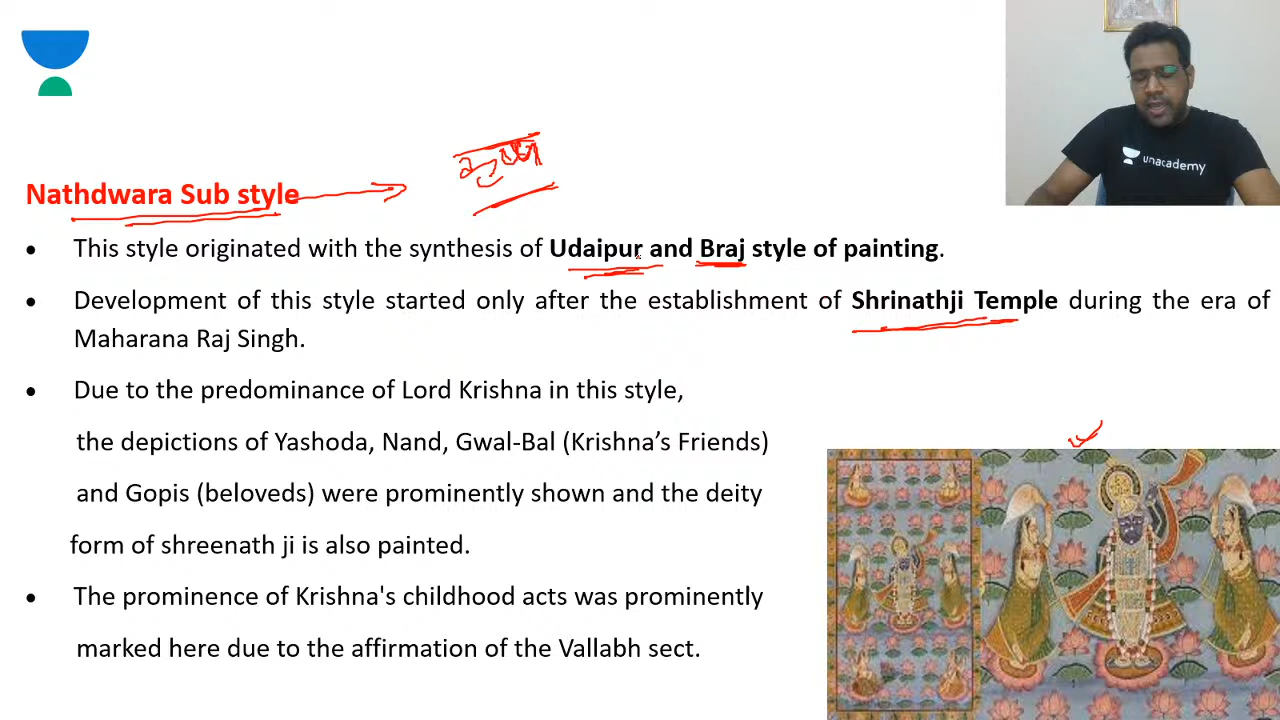 unacademy
Nathdwara Sub style
• This style originated with the synthesis of Udaipur and Braj style of painting.
• Development of this style started only after the establishment of Shrinathji Temple during the era of
Maharana Raj Singh.
• Due to the predominance of Lord Krishna in this style,
the depictions of Yashoda, Nand, Gwal-Bal (Krishna’s Friends)
and Gopis (beloveds) were prominently shown and the deity
form of shreenath ji is also painted.
• The prominence of Krishna's childhood acts was prominently
marked here due to the affirmation of the Vallabh sect.